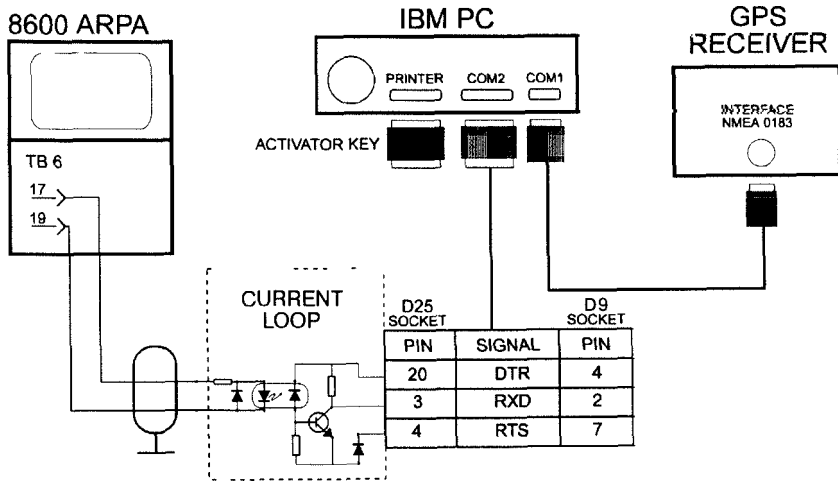 8600 ARPA
IBM PC
GPS
RECEIVER
PRINTER
COM2
COM1
INTERFACE
NMEA 0183
ACTIVATOR KEY
TB 6
17
19
CURRENT
LOOP
D25
SOCKET
D9
SOCKET
PIN SIGNAL PIN
20 DTR 4
3 RXD 2
4 RTS 7